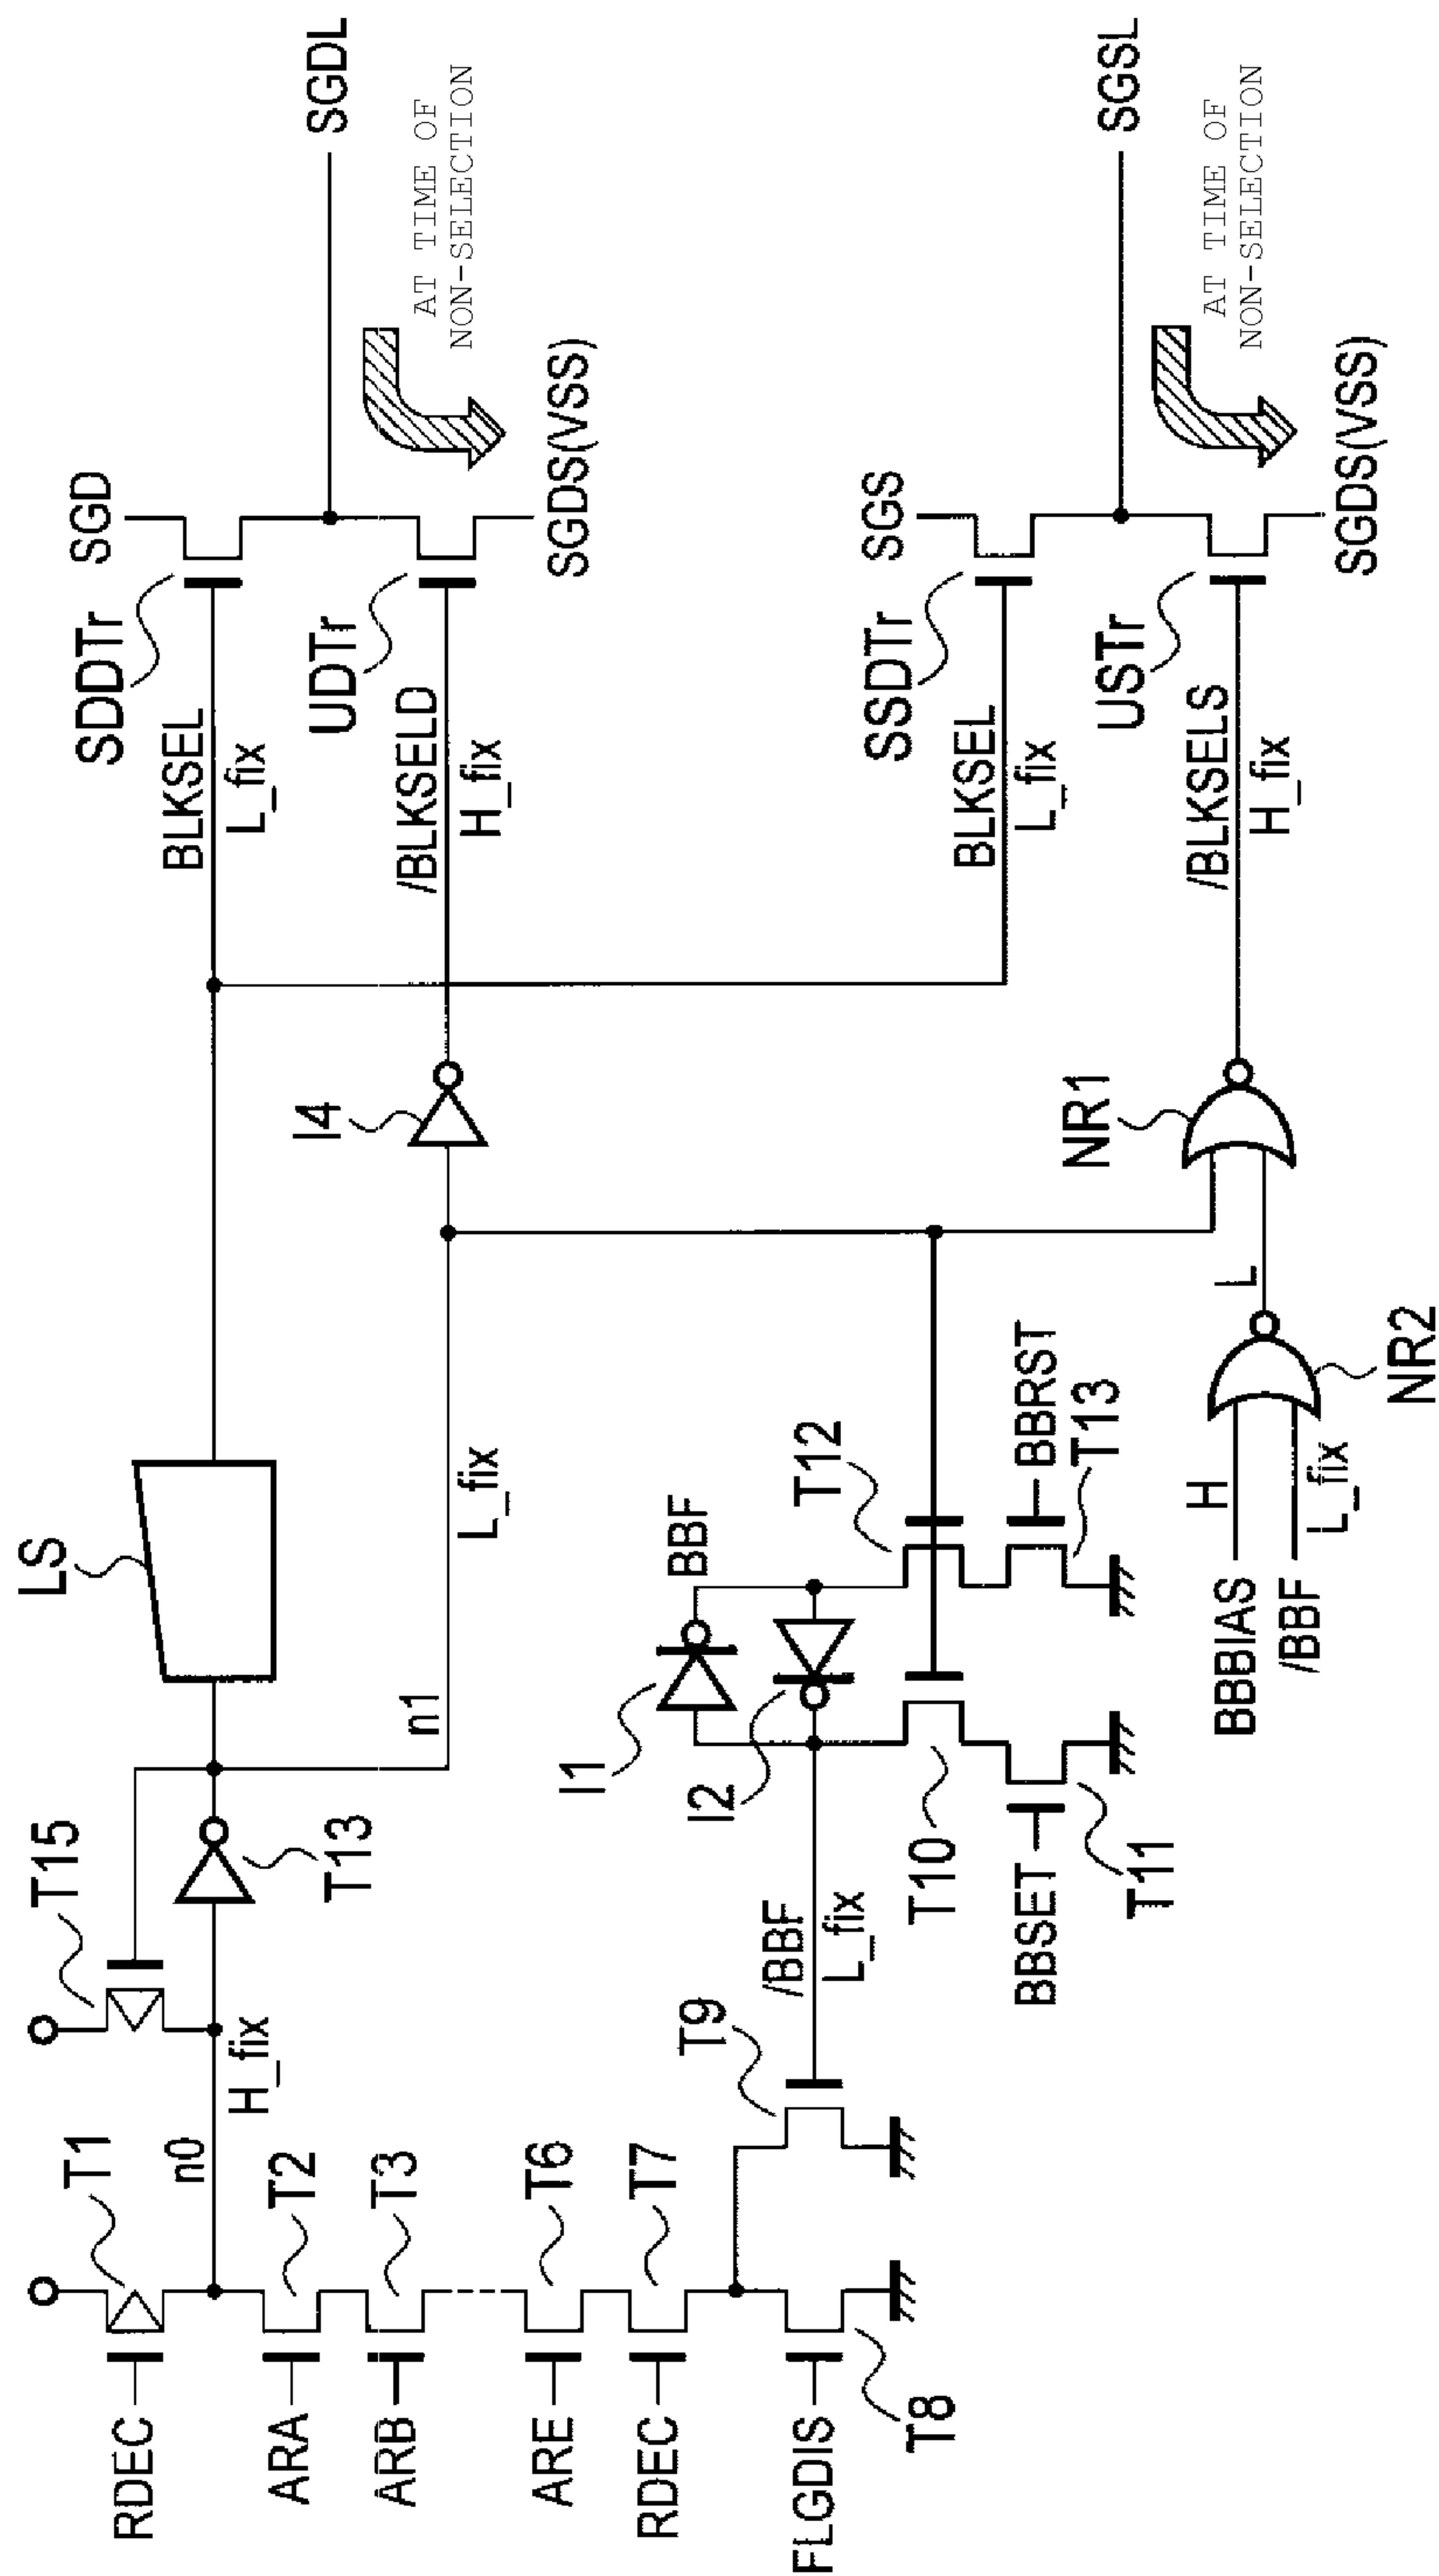 RDEC
T1
ARA
T2
ARB
T3
ARE
T6
RDEC
T7
FLGDIS
T8
n0
H_fix
T15
T13
n1
L_fix
LS
T9
/BBF
L_fix
I1
I2
BBF
T10
BBSET
T11
T12
BBRST
T13
BBBIAS
H
/BBF
L_fix
NR2
L
NR1
I4
BLKSEL
L_fix
SDDTr
SGD
/BLKSELD
H_fix
UDTr
SGDS(VSS)
SGDL
AT TIME OF
NON-SELECTION
BLKSEL
L_fix
SSDTr
SGS
/BLKSELS
H_fix
USTr
SGDS(VSS)
SGSL
AT TIME OF
NON-SELECTION